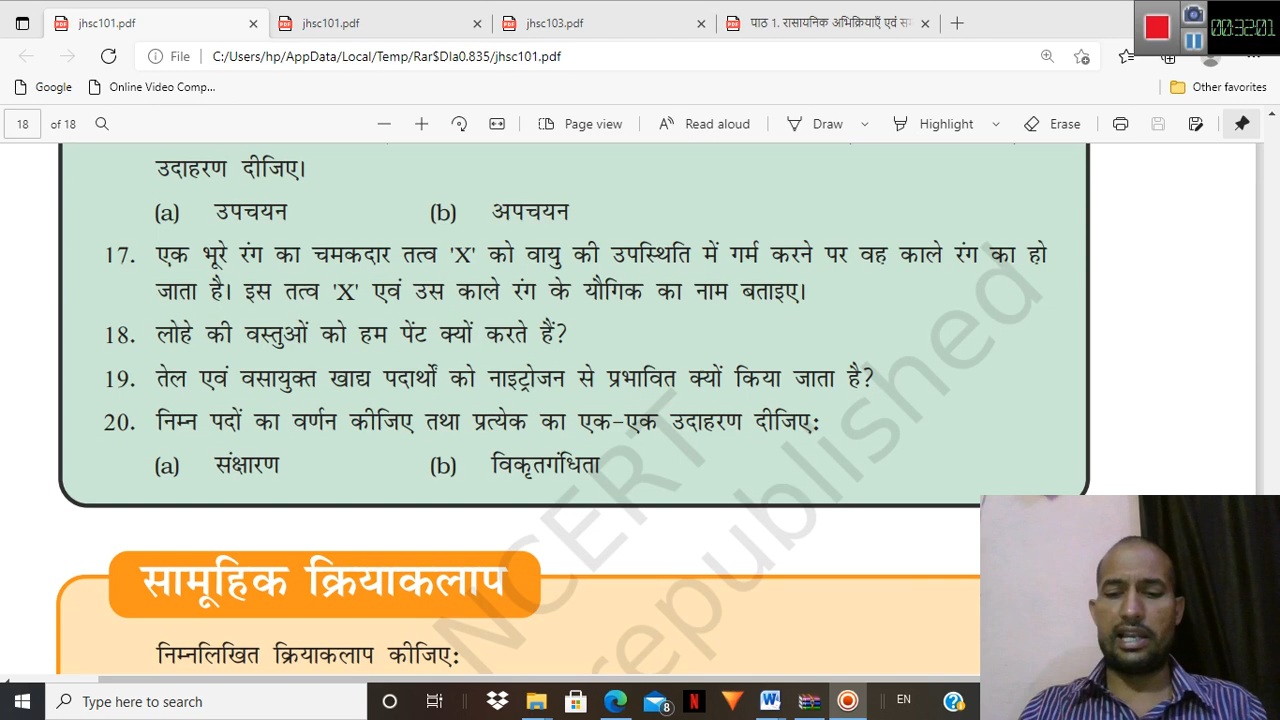 jhsc101.pdf
jhsc101.pdf
jhsc103.pdf
पाठ 1. रासायनिक अभिक्रियाएँ एवं
00:32:01
File C:/Users/hp/AppData/Local/Temp/Rar$DIa0.835/jhsc101.pdf
Google Online Video Comp... Other favorites
18 of 18 Page view Read aloud Draw Highlight Erase
उदाहरण दीजिए।
(a) उपचयन (b) अपचयन
17. एक भूरे रंग का चमकदार तत्व 'X' को वायु की उपस्थिति में गर्म करने पर वह काले रंग का हो
जाता है। इस तत्व 'X' एवं उस काले रंग के यौगिक का नाम बताइए।
18. लोहे की वस्तुओं को हम पेंट क्यों करते हैं?
19. तेल एवं वसायुक्त खाद्य पदार्थों को नाइट्रोजन से प्रभावित क्यों किया जाता है?
20. निम्न पदों का वर्णन कीजिए तथा प्रत्येक का एक-एक उदाहरण दीजिए:
(a) संक्षारण (b) विकृतगंधिता
NCERT
republished
सामूहिक क्रियाकलाप
निम्नलिखित क्रियाकलाप कीजिए:
Type here to search
8
N
W
EN